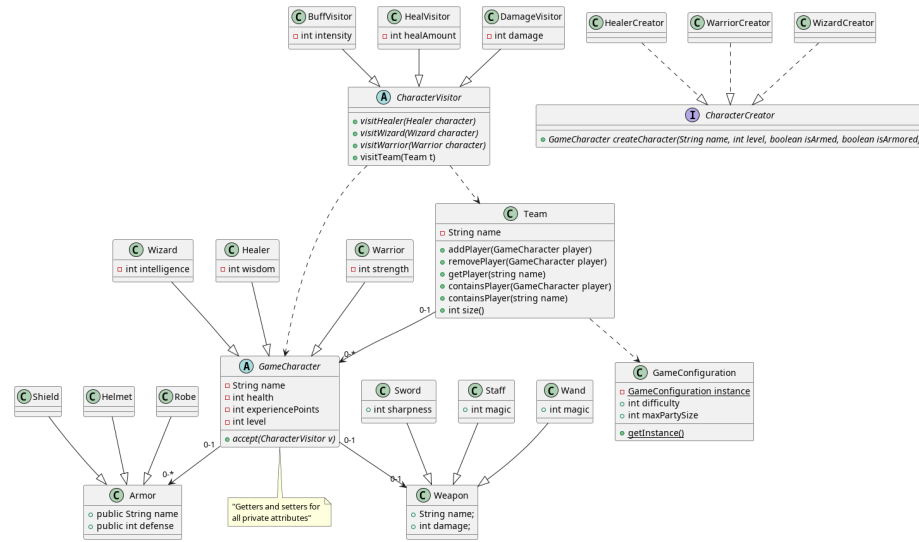 C BuffVisitor
int intensity
C HealVisitor
int healAmount
C DamageVisitor
int damage
C HealerCreator
C WarriorCreator
C WizardCreator
A CharacterVisitor
visitHealer(Healer character)
visitWizard(Wizard character)
visitWarrior(Warrior character)
visitTeam(Team t)
I CharacterCreator
GameCharacter createCharacter(String name, int level, boolean isArmed, boolean isArmored,
C Team
String name
addPlayer(GameCharacter player)
removePlayer(GameCharacter player)
getPlayer(string name)
containsPlayer(GameCharacter player)
containsPlayer(string name)
int size()
C Wizard
int intelligence
C Healer
int wisdom
C Warrior
int strength
0-1
0-*
A GameCharacter
String name
int health
int experiencePoints
int level
accept(CharacterVisitor v)
C GameConfiguration
GameConfiguration instance
int difficulty
int maxPartySize
getInstance()
C Shield
C Helmet
C Robe
C Sword
int sharpness
C Staff
int magic
C Wand
int magic
0-1
0-1
0-*
0-1
C Armor
public String name
public int defense
"Getters and setters for
all private attributes"
C Weapon
String name;
int damage;